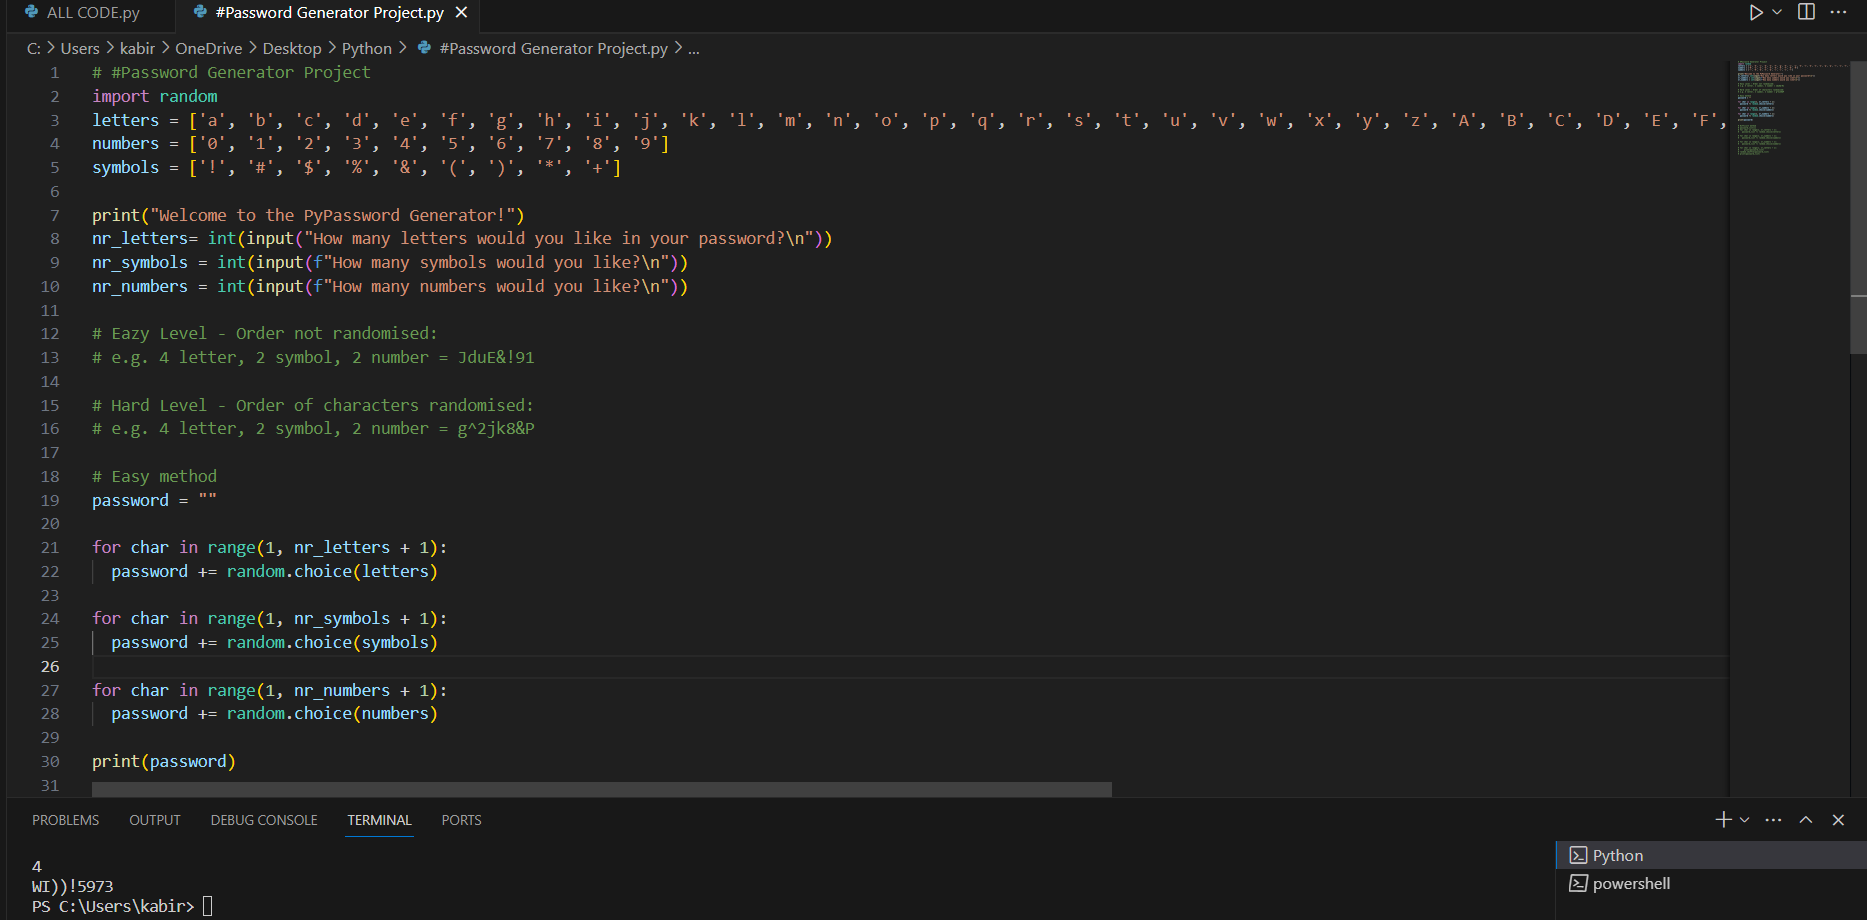 ALL CODE.py #Password Generator Project.py
C: > Users > kabir > OneDrive > Desktop > Python > #Password Generator Project.py > ...
1 # #Password Generator Project
2 import random
3 letters = ['a', 'b', 'c', 'd', 'e', 'f', 'g', 'h', 'i', 'j', 'k', 'l', 'm', 'n', 'o', 'p', 'q', 'r', 's', 't', 'u', 'v', 'w', 'x', 'y', 'z', 'A', 'B', 'C', 'D', 'E', 'F',
4 numbers = ['0', '1', '2', '3', '4', '5', '6', '7', '8', '9']
5 symbols = ['!', '#', '$', '%', '&', '(', ')', '*', '+']
6
7 print("Welcome to the PyPassword Generator!")
8 nr_letters= int(input("How many letters would you like in your password?\n"))
9 nr_symbols = int(input(f"How many symbols would you like?\n"))
10 nr_numbers = int(input(f"How many numbers would you like?\n"))
11
12 # Eazy Level - Order not randomised:
13 # e.g. 4 letter, 2 symbol, 2 number = JduE&!91
14
15 # Hard Level - Order of characters randomised:
16 # e.g. 4 letter, 2 symbol, 2 number = g^2jk8&P
17
18 # Easy method
19 password = ""
20
21 for char in range(1, nr_letters + 1):
22   password += random.choice(letters)
23
24 for char in range(1, nr_symbols + 1):
25   password += random.choice(symbols)
26
27 for char in range(1, nr_numbers + 1):
28   password += random.choice(numbers)
29
30 print(password)
31
PROBLEMS OUTPUT DEBUG CONSOLE TERMINAL PORTS
4
WI))!5973
PS C:\Users\kabir>
Python
powershell